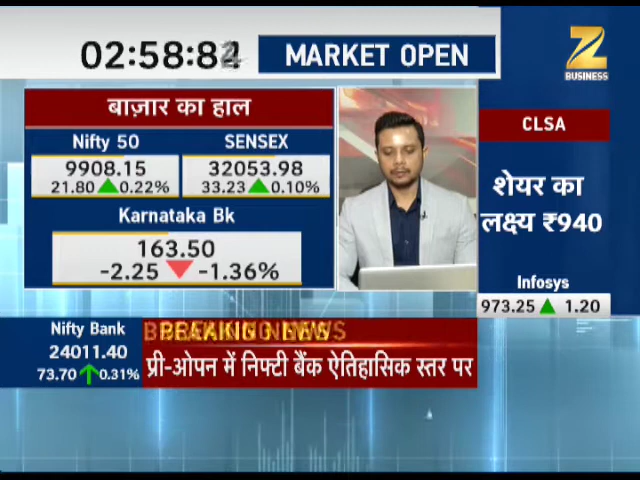 02:58:8
MARKET OPEN
Z
BUSINESS
बाज़ार का हाल
Nifty 50
9908.15
21.80 0.22%
SENSEX
32053.98
33.23 0.10%
Karnataka Bk
163.50
-2.25 -1.36%
CLSA
शेयर का
लक्ष्य ₹940
Infosys
973.25 1.20
Nifty Bank
24011.40
73.70 0.31%
BREAKING NEWS
प्री-ओपन में निफ्टी बैंक ऐतिहासिक स्तर पर